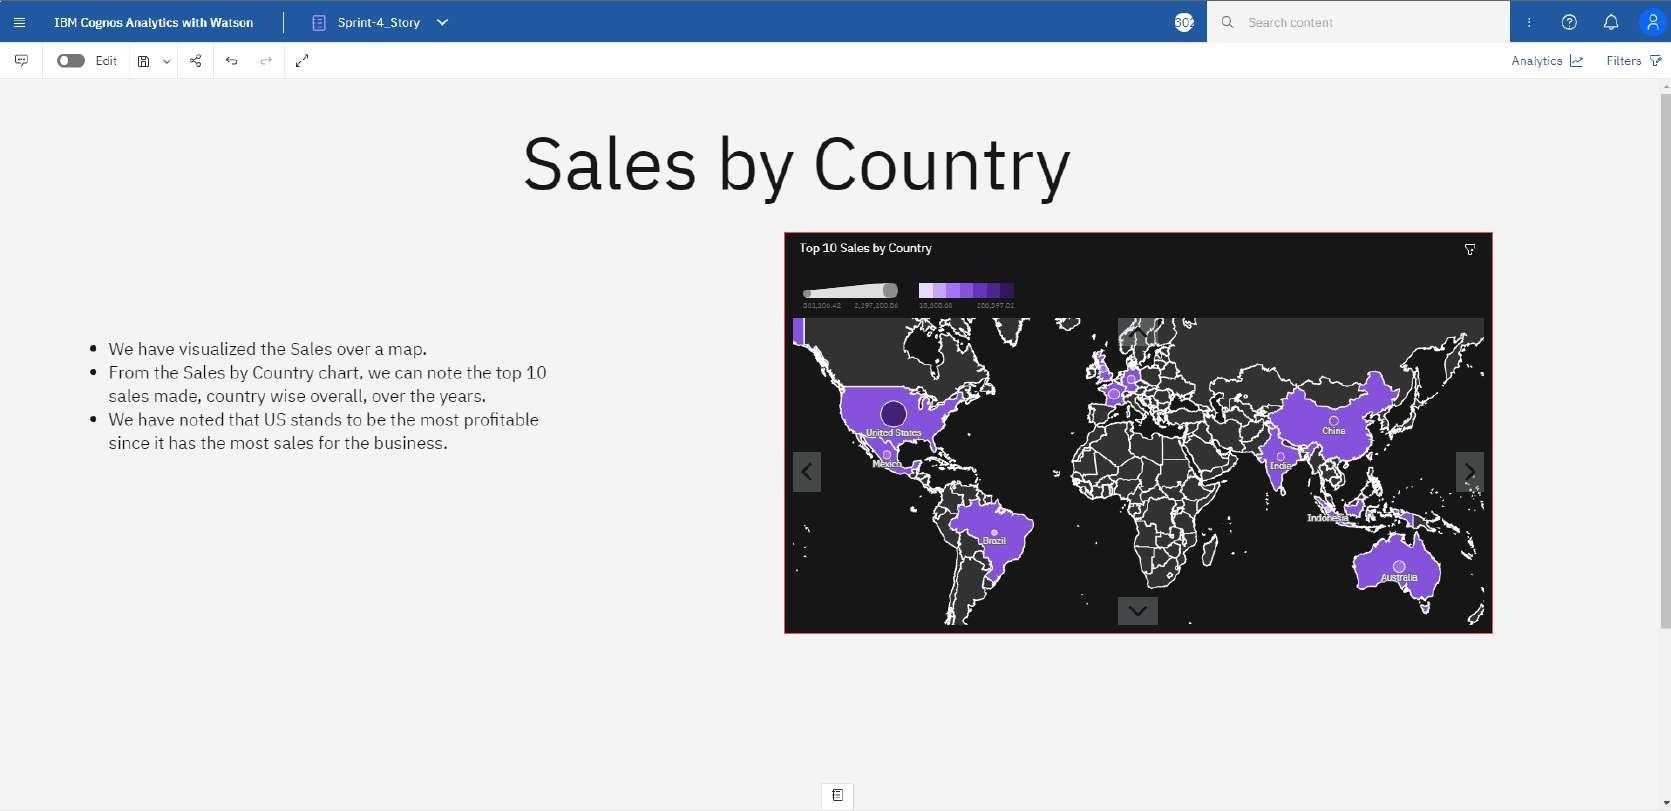 IBM Cognos Analytics with Watson
Sprint-4_Story
Search content
Edit
Analytics
Filters
Sales by Country
We have visualized the Sales over a map.
From the Sales by Country chart, we can note the top 10
sales made, country wise overall, over the years.
We have noted that US stands to be the most profitable
since it has the most sales for the business.
Top 10 Sales by Country
United States
Mexico
Brazil
China
India
Indonesia
Australia